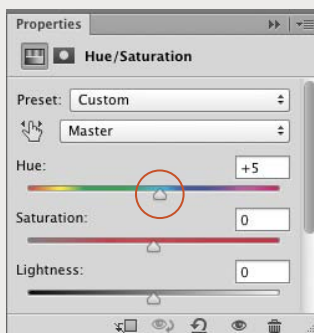 Properties
Hue/Saturation
Preset: Custom
Master
Hue: +5
Saturation: 0
Lightness: 0